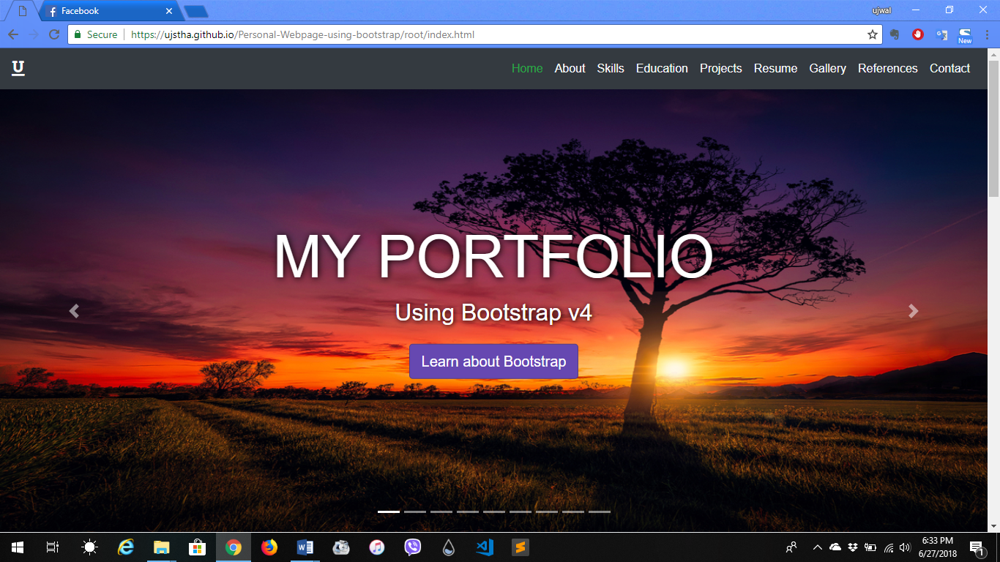 Facebook
ujwal
Secure https://ujstha.github.io/Personal-Webpage-using-bootstrap/root/index.html
New
U
Home About Skills Education Projects Resume Gallery References Contact
MY PORTFOLIO
Using Bootstrap v4
Learn about Bootstrap
6:33 PM
6/27/2018
1